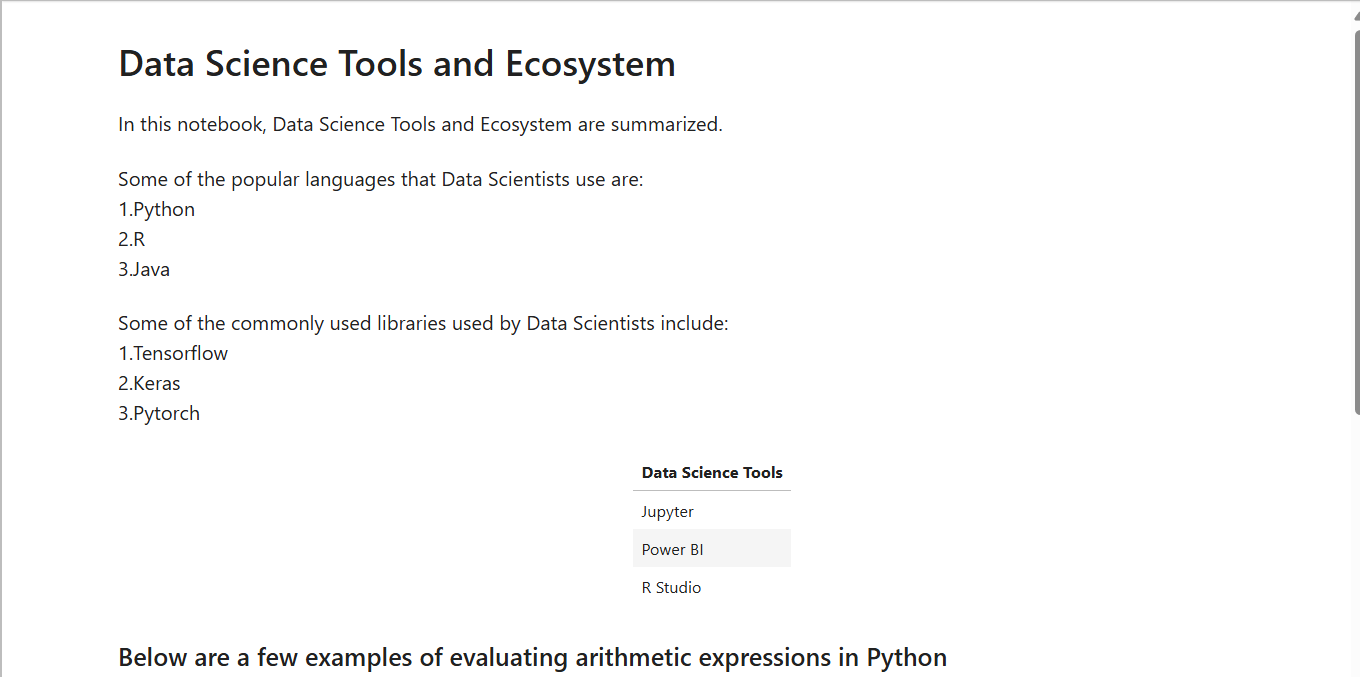 Data Science Tools and Ecosystem
In this notebook, Data Science Tools and Ecosystem are summarized.
Some of the popular languages that Data Scientists use are:
1.Python
2.R
3.Java
Some of the commonly used libraries used by Data Scientists include:
1.Tensorflow
2.Keras
3.Pytorch
Data Science Tools
Jupyter
Power BI
R Studio
Below are a few examples of evaluating arithmetic expressions in Python